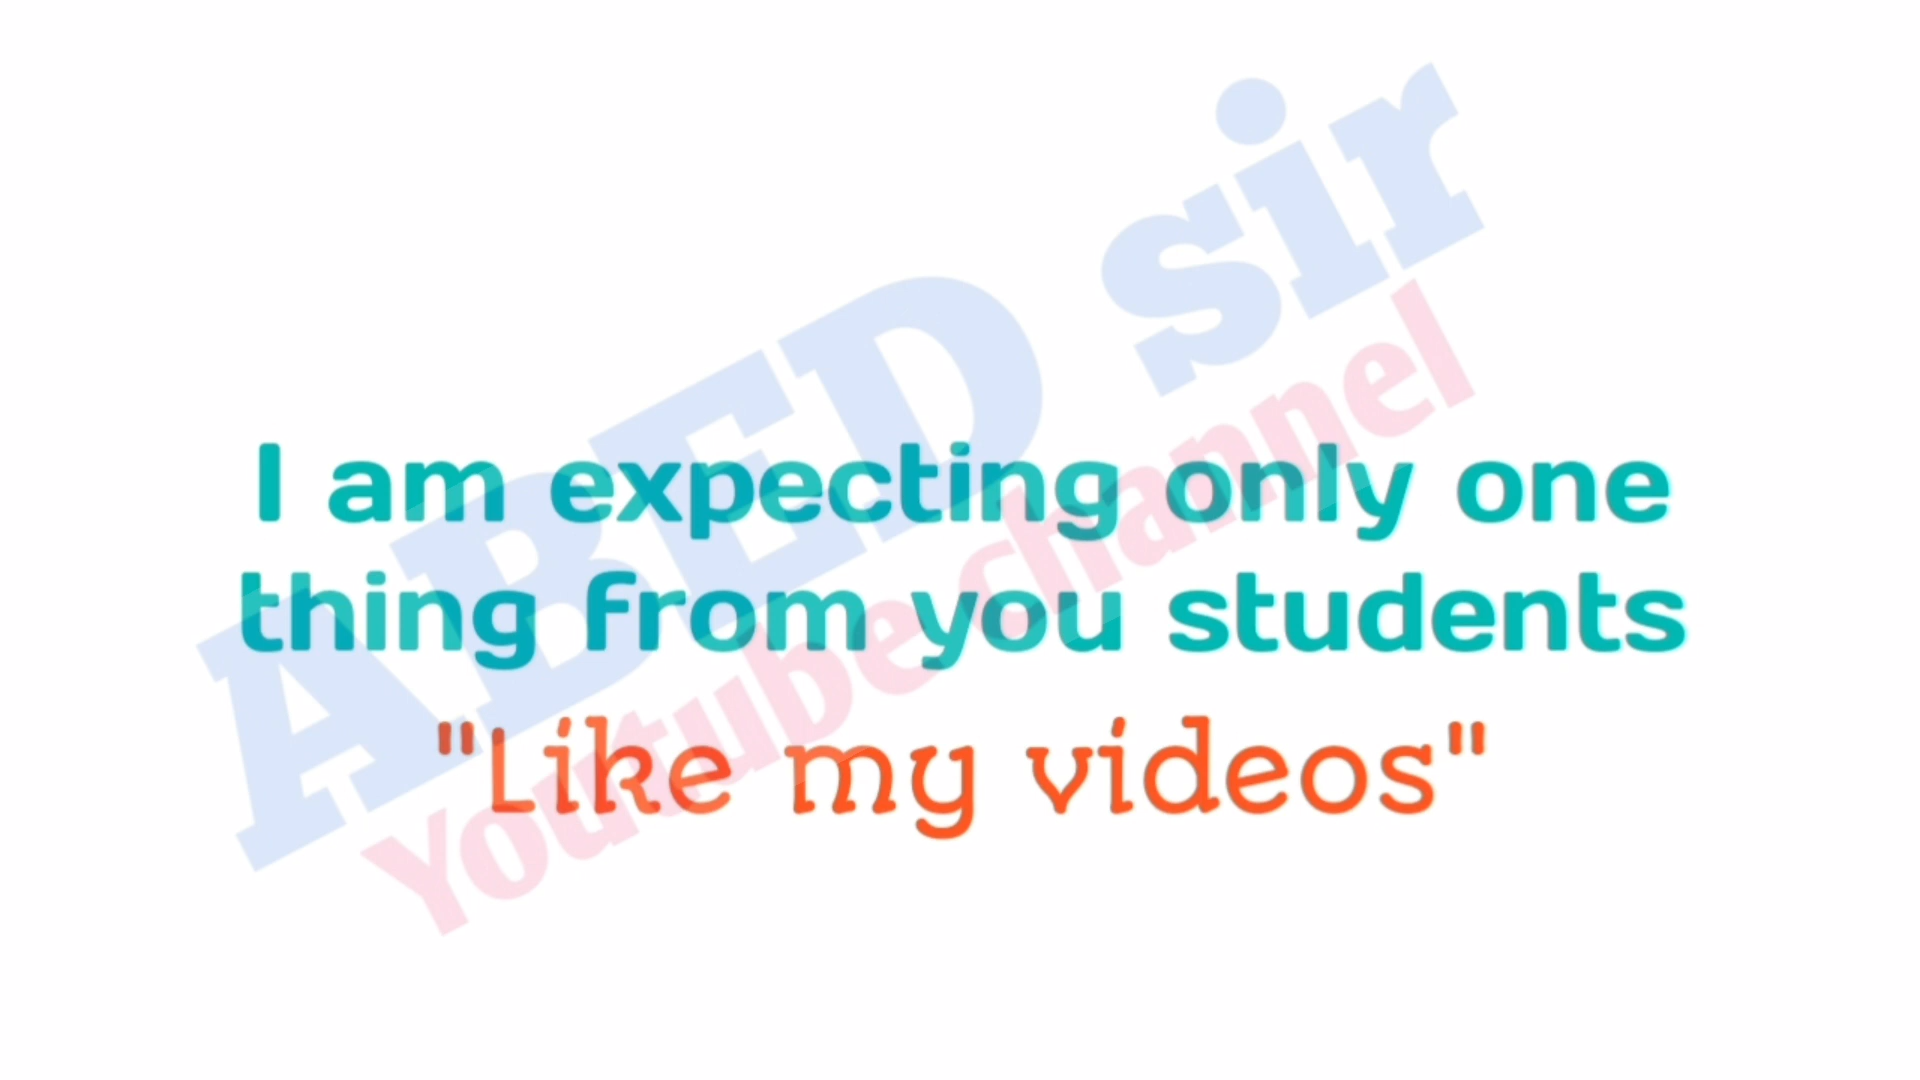 ABED sir
Youtube channel
I am expecting only one
thing from you students
"Like my videos"